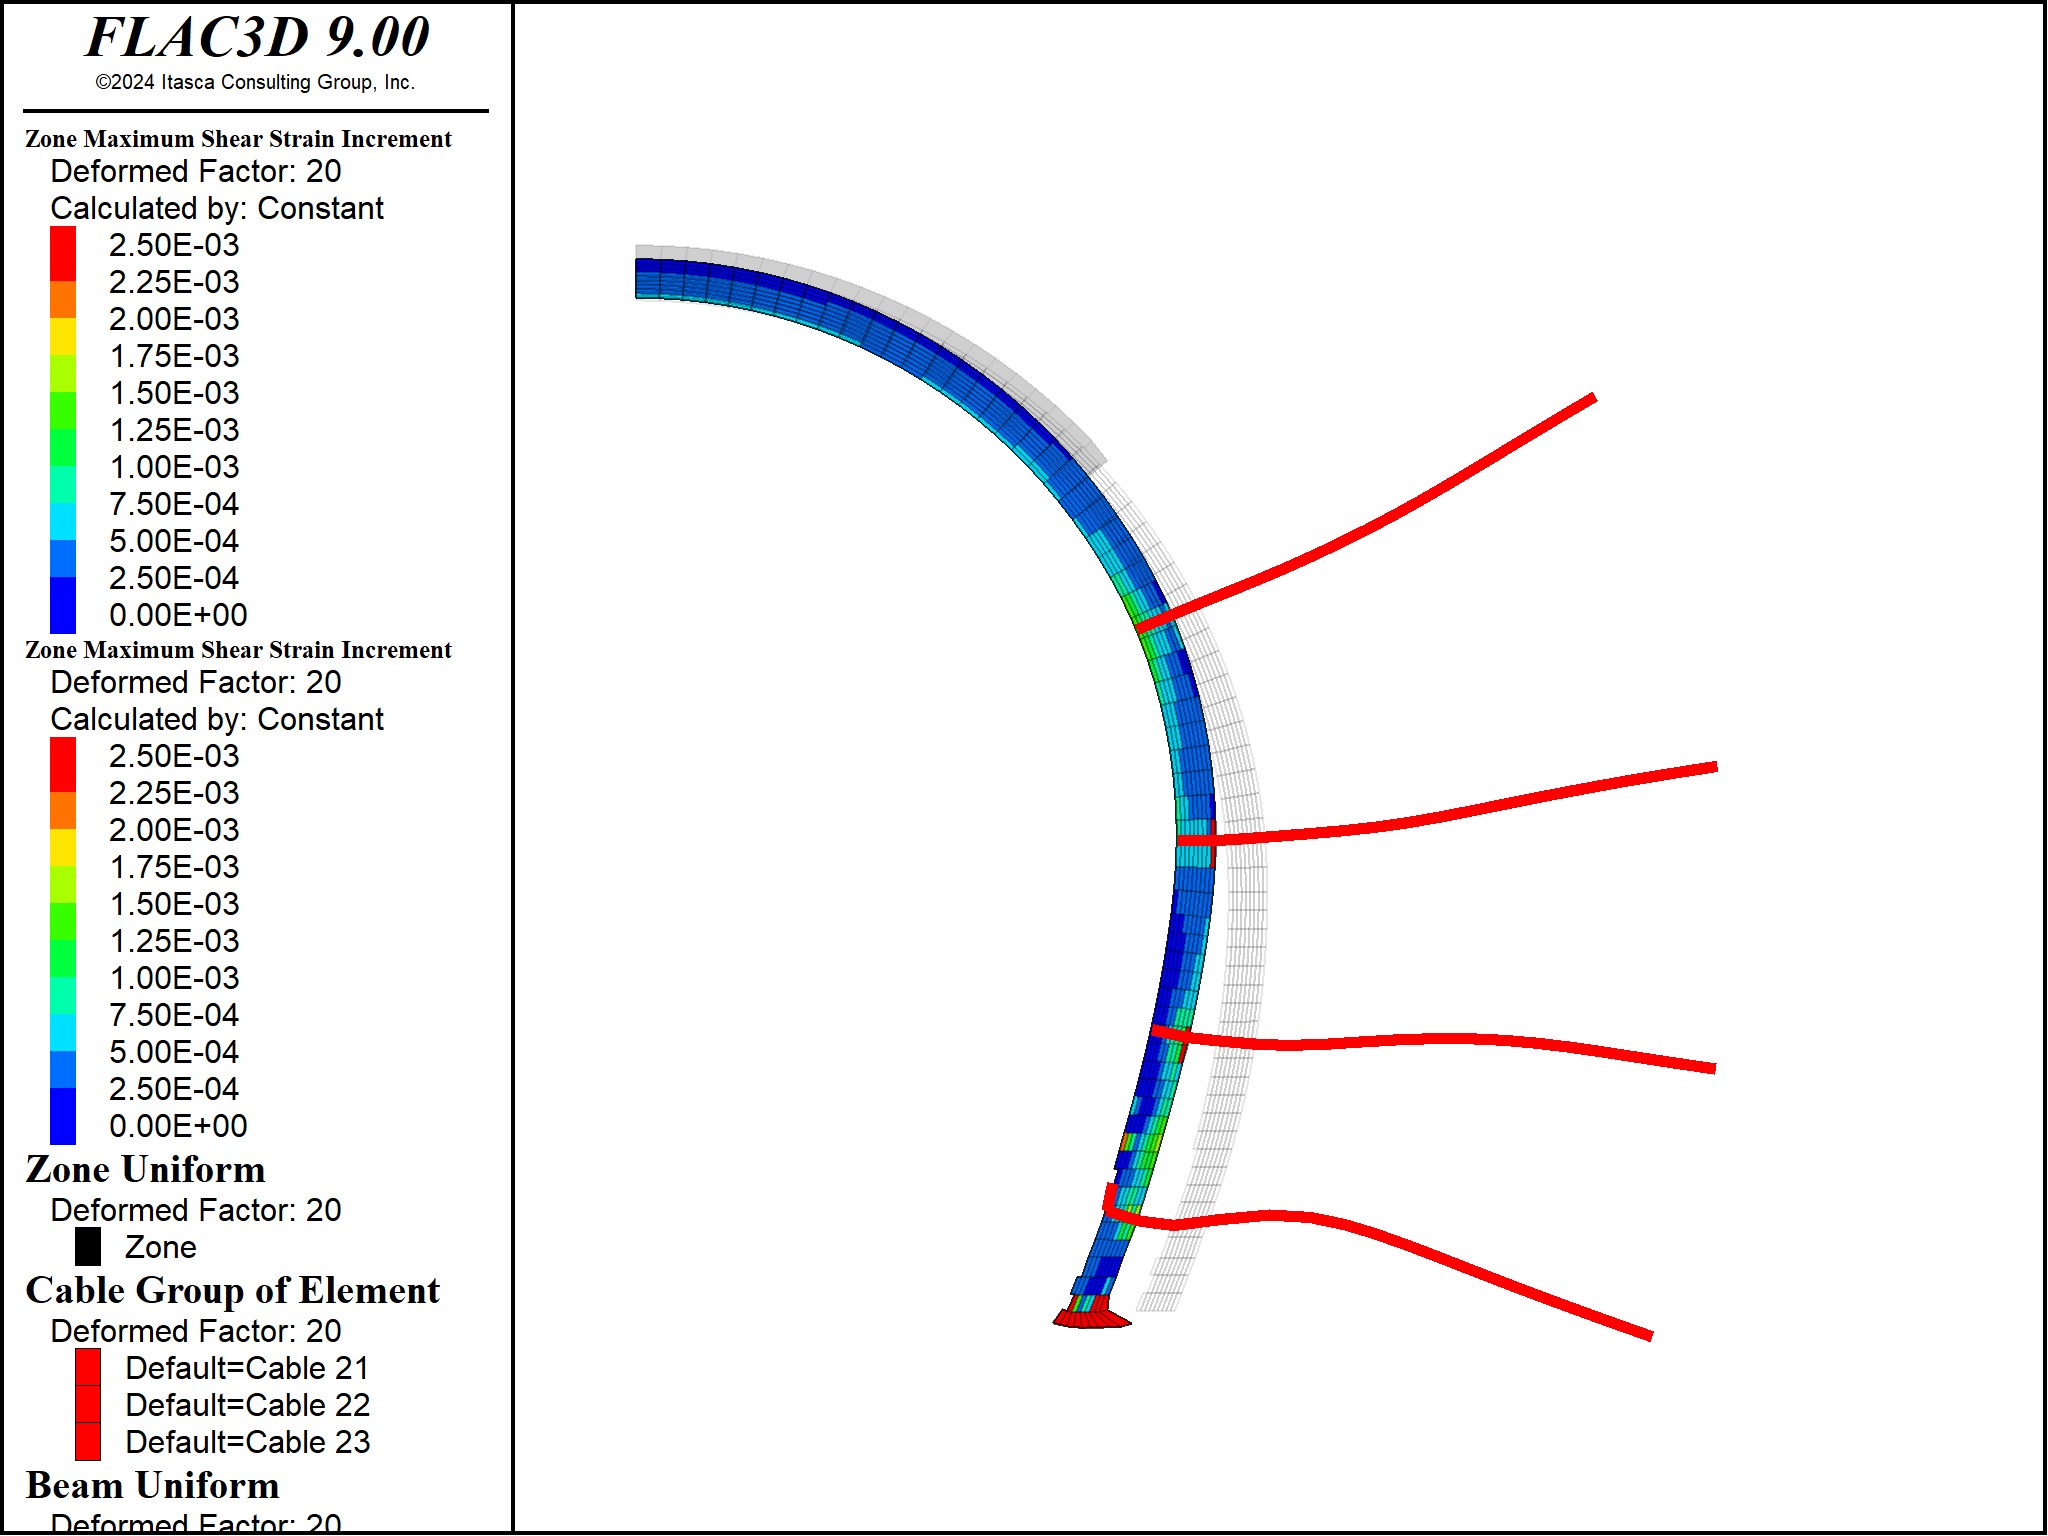 FLAC3D 9.00
©2024 Itasca Consulting Group, Inc.
Zone Maximum Shear Strain Increment
Deformed Factor: 20
Calculated by: Constant
2.50E-03
2.25E-03
2.00E-03
1.75E-03
1.50E-03
1.25E-03
1.00E-03
7.50E-04
5.00E-04
2.50E-04
0.00E+00
Zone Maximum Shear Strain Increment
Deformed Factor: 20
Calculated by: Constant
2.50E-03
2.25E-03
2.00E-03
1.75E-03
1.50E-03
1.25E-03
1.00E-03
7.50E-04
5.00E-04
2.50E-04
0.00E+00
Zone Uniform
Deformed Factor: 20
Zone
Cable Group of Element
Deformed Factor: 20
Default=Cable 21
Default=Cable 22
Default=Cable 23
Beam Uniform
Deformed Factor: 20